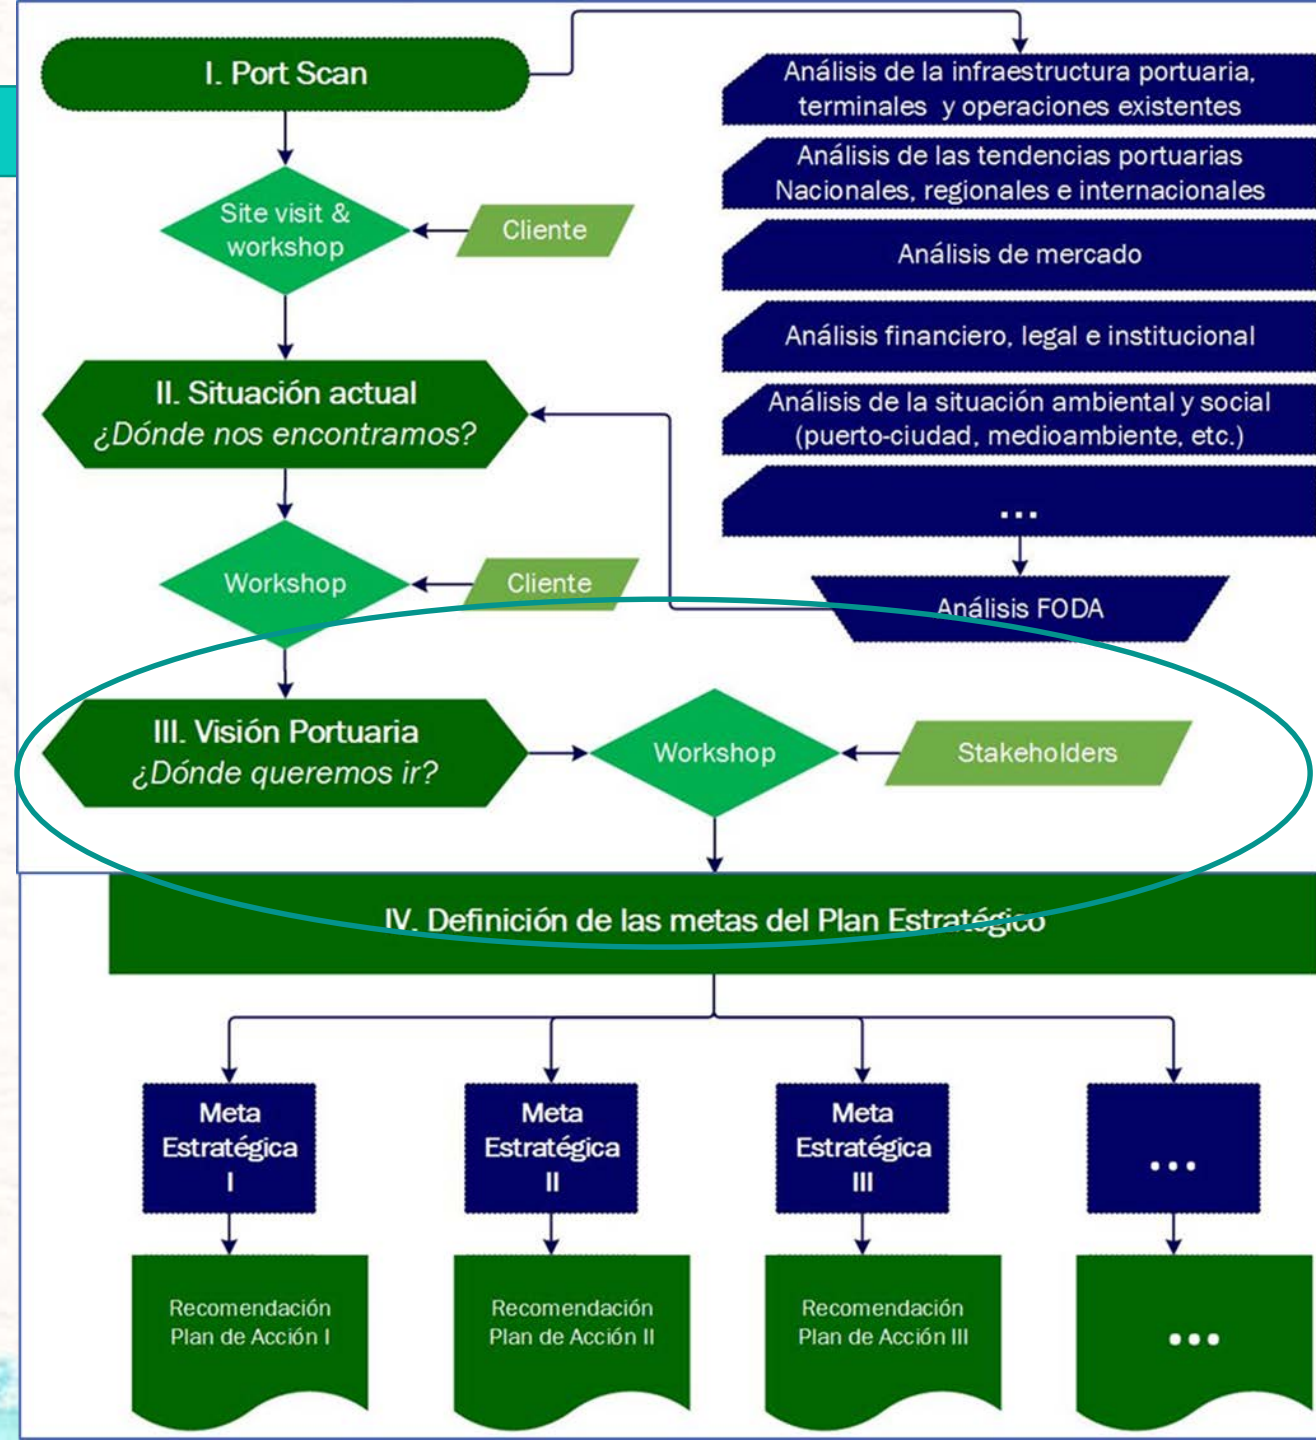 I. Port Scan
Análisis de la infraestructura portuaria,
terminales y operaciones existentes
Análisis de las tendencias portuarias
Nacionales, regionales e internacionales
Site visit &
workshop
Cliente
Análisis de mercado
Análisis financiero, legal e institucional
II. Situación actual
¿Dónde nos encontramos?
Análisis de la situación ambiental y social
(puerto-ciudad, medioambiente, etc.)
...
Workshop
Cliente
Análisis FODA
III. Visión Portuaria
¿Dónde queremos ir?
Workshop
Stakeholders
IV. Definición de las metas del Plan Estratégico
Meta
Estratégica
I
Meta
Estratégica
II
Meta
Estratégica
III
...
Recomendación
Plan de Acción I
Recomendación
Plan de Acción II
Recomendación
Plan de Acción III
...